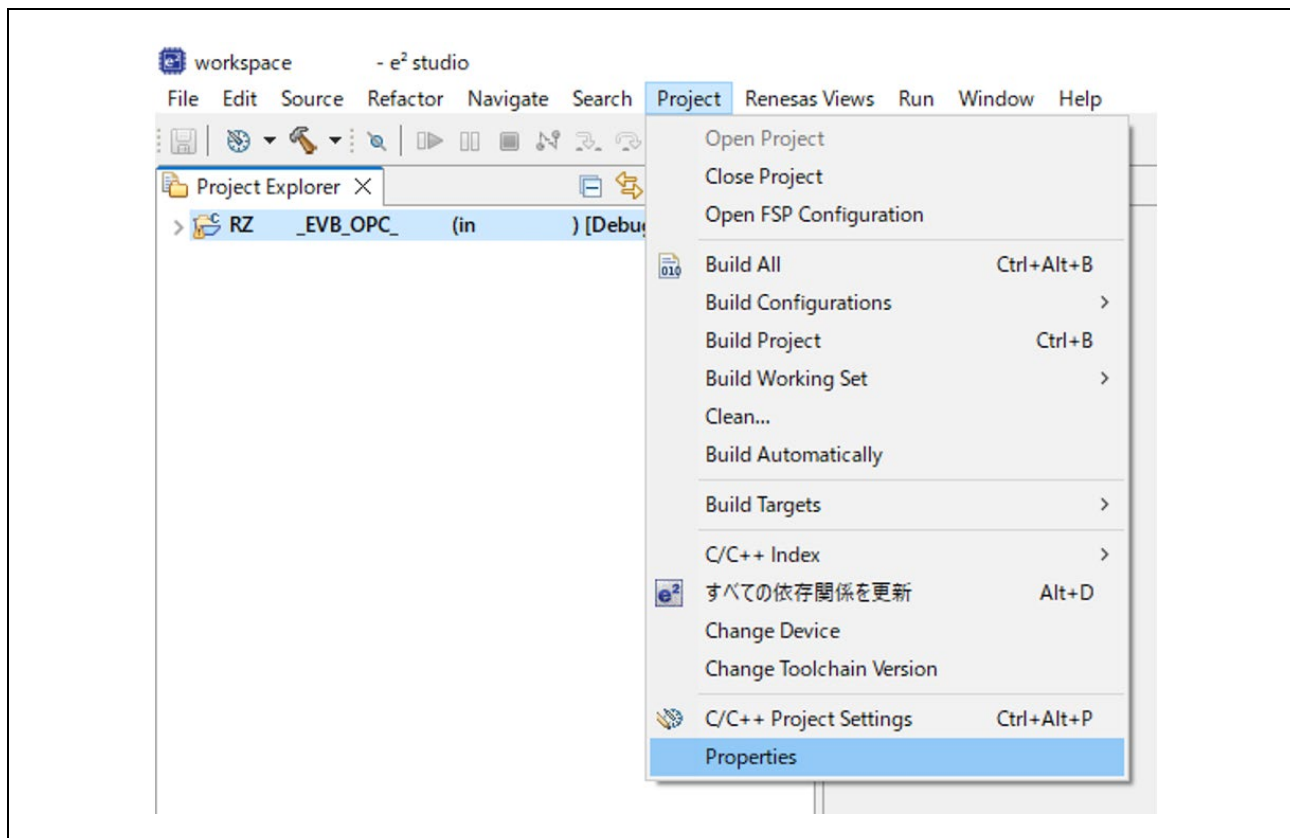 workspace - e² studio
File Edit Source Refactor Navigate Search Project Renesas Views Run Window Help
Project Explorer
RZ _EVB_OPC_ (in ) [Debug
Open Project
Close Project
Open FSP Configuration
010 Build All Ctrl+Alt+B
Build Configurations
Build Project Ctrl+B
Build Working Set
Clean...
Build Automatically
Build Targets
C/C++ Index
e² すべての依存関係を更新 Alt+D
Change Device
Change Toolchain Version
C/C++ Project Settings Ctrl+Alt+P
Properties